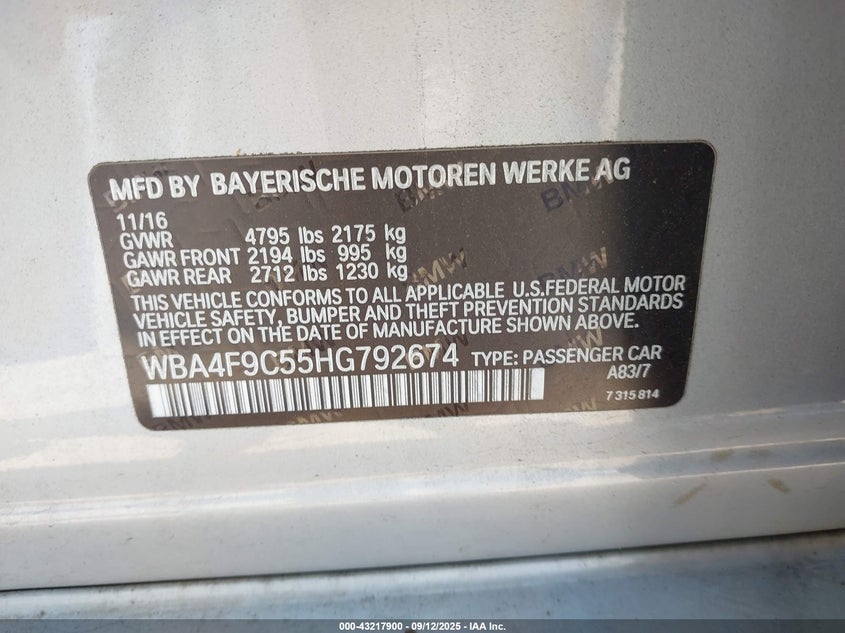 MFD BY BAYERISCHE MOTOREN WERKE AG
11/16
GVWR 4795 lbs 2175 kg
GAWR FRONT 2194 lbs 995 kg
GAWR REAR 2712 lbs 1230 kg
THIS VEHICLE CONFORMS TO ALL APPLICABLE U.S.FEDERAL MOTOR
VEHICLE SAFETY, BUMPER AND THEFT PREVENTION STANDARDS
IN EFFECT ON THE DATE OF MANUFACTURE SHOWN ABOVE.
WBA4F9C55HG792674 TYPE: PASSENGER CAR
A83/7
7 315 814
000-43217900 - 09/12/2025 - IAA Inc.